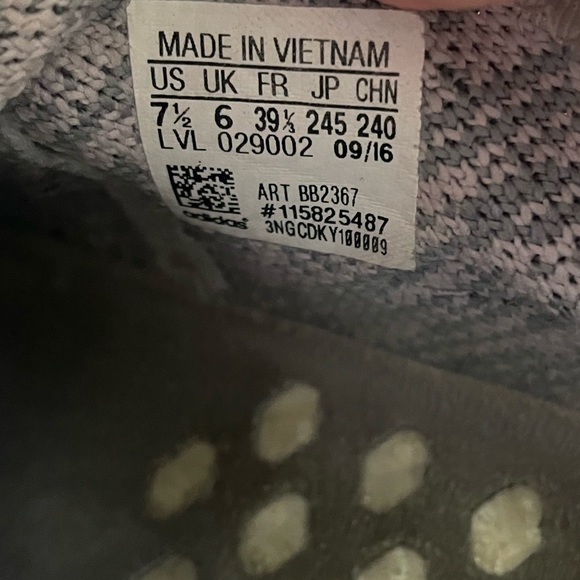 MADE IN VIETNAM
US UK FR JP CHN
7½ 6 39⅓ 245 240
LVL 029002 09/16
ART BB2367
#115825487
adidas 3NGCDKY100009